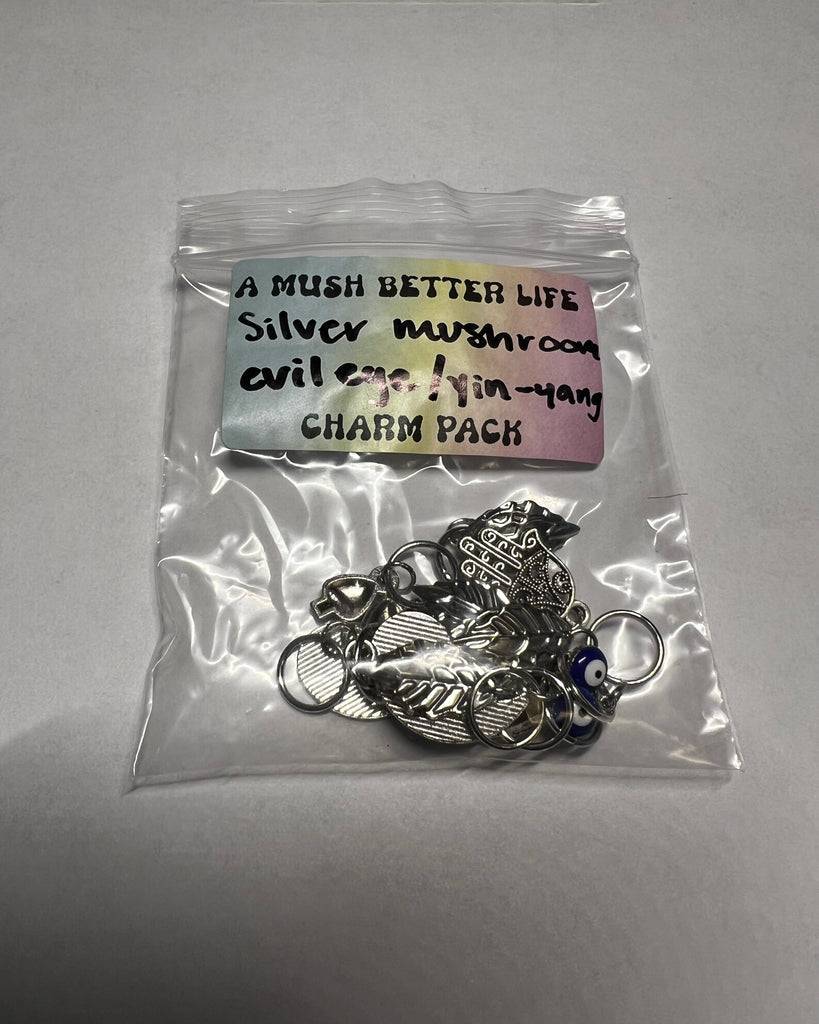 A MUSH BETTER LIFE
Silver mushroom
evil eye/yin-yang
CHARM PACK